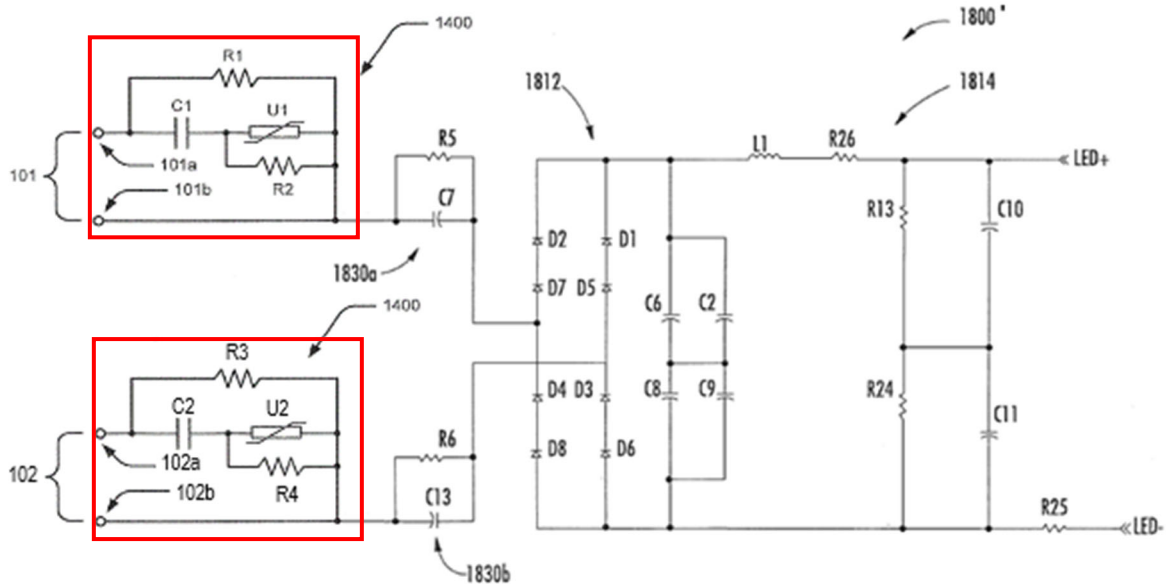 1800'
1400
R1
1812
1814
C1
U1
R5
L1
R26
LED+
101
101a
R2
101b
C7
R13
C10
1830a
D2
D1
D7
D5
C6
C2
1400
R3
D4
D3
C8
C9
R24
C2
U2
R6
C11
102
102a
D8
D6
102b
R4
C13
R25
LED-
1830b